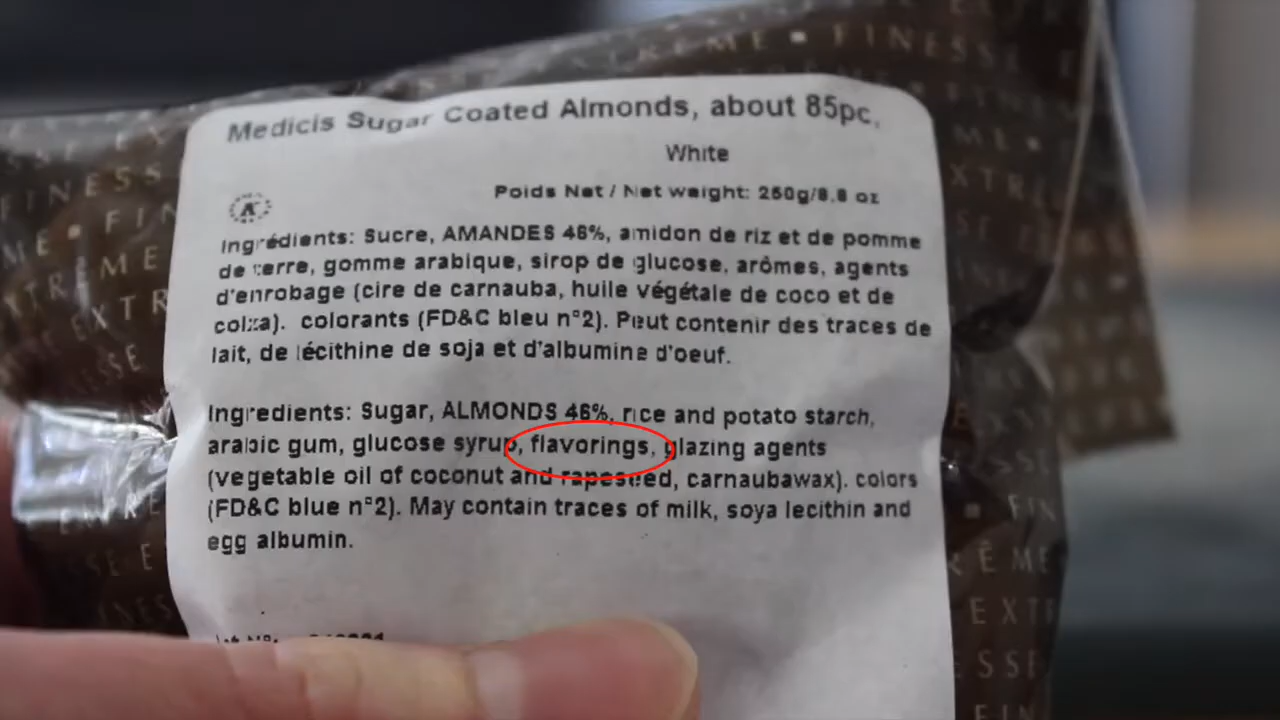 Medicis Sugar Coated Almonds, about 85pc,
White
Poids Net / Net weight: 250g/8.8 oz
K
Ingrédients: Sucre, AMANDES 46%, amidon de riz et de pomme
de terre, gomme arabique, sirop de glucose, arômes, agents
d'enrobage (cire de carnauba, huile végétale de coco et de
colza). colorants (FD&C bleu n°2). Peut contenir des traces de
lait, de lécithine de soja et d'albumine d'oeuf.
Ingredients: Sugar, ALMONDS 46%, rice and potato starch,
arabic gum, glucose syrup, flavorings, glazing agents
(vegetable oil of coconut and rapeseed, carnaubawax). colors
(FD&C blue n°2). May contain traces of milk, soya lecithin and
egg albumin.
EXTRÊME ▪ FINESSE